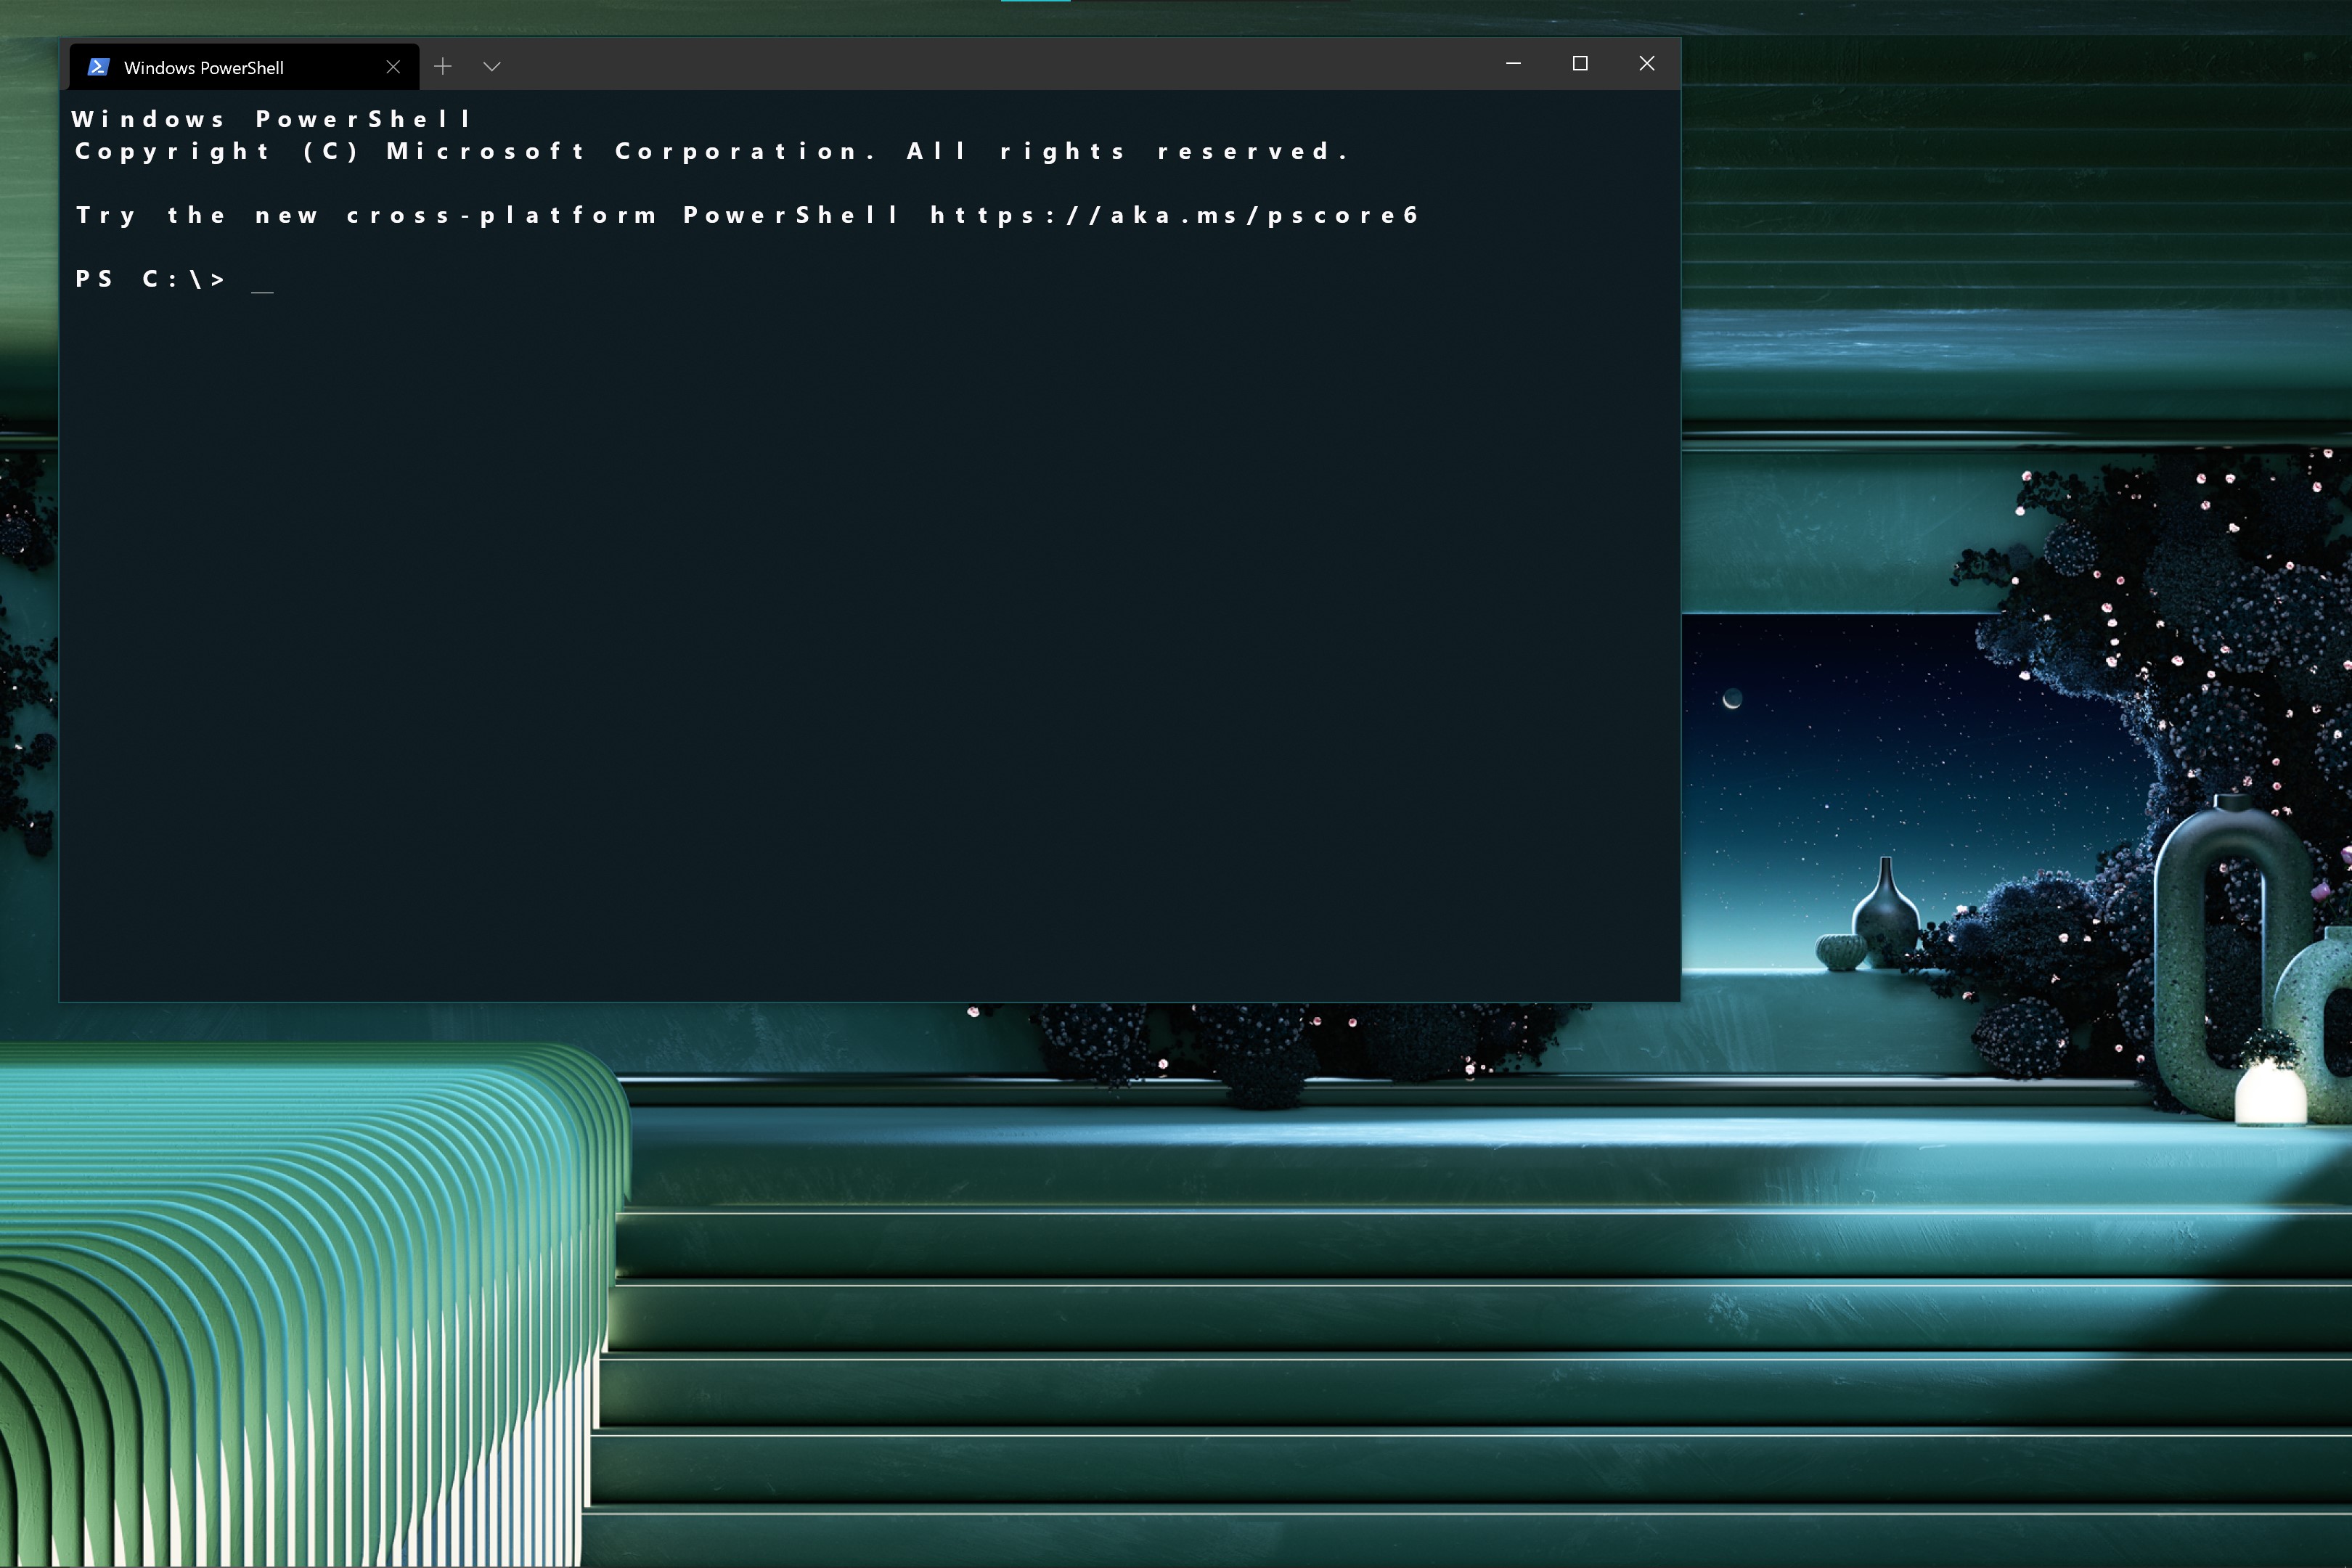 Windows PowerShell
Windows PowerShell
Copyright (C) Microsoft Corporation. All rights reserved.
Try the new cross-platform PowerShell https://aka.ms/pscore6
PS C:\> _